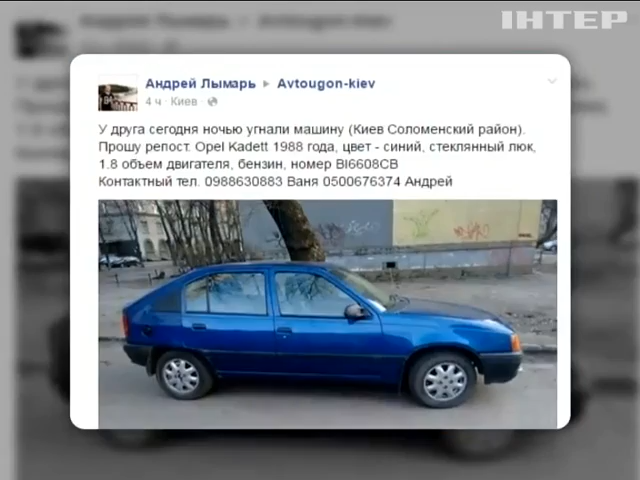 ІНТЕР
Андрей Лымарь ▸ Avtougon-kiev
4 ч · Киев ·
У друга сегодня ночью угнали машину (Киев Соломенский район).
Прошу репост. Opel Kadett 1988 года, цвет - синий, стеклянный люк,
1.8 объем двигателя, бензин, номер BI6608CB
Контактный тел. 0988630883 Ваня 0500676374 Андрей